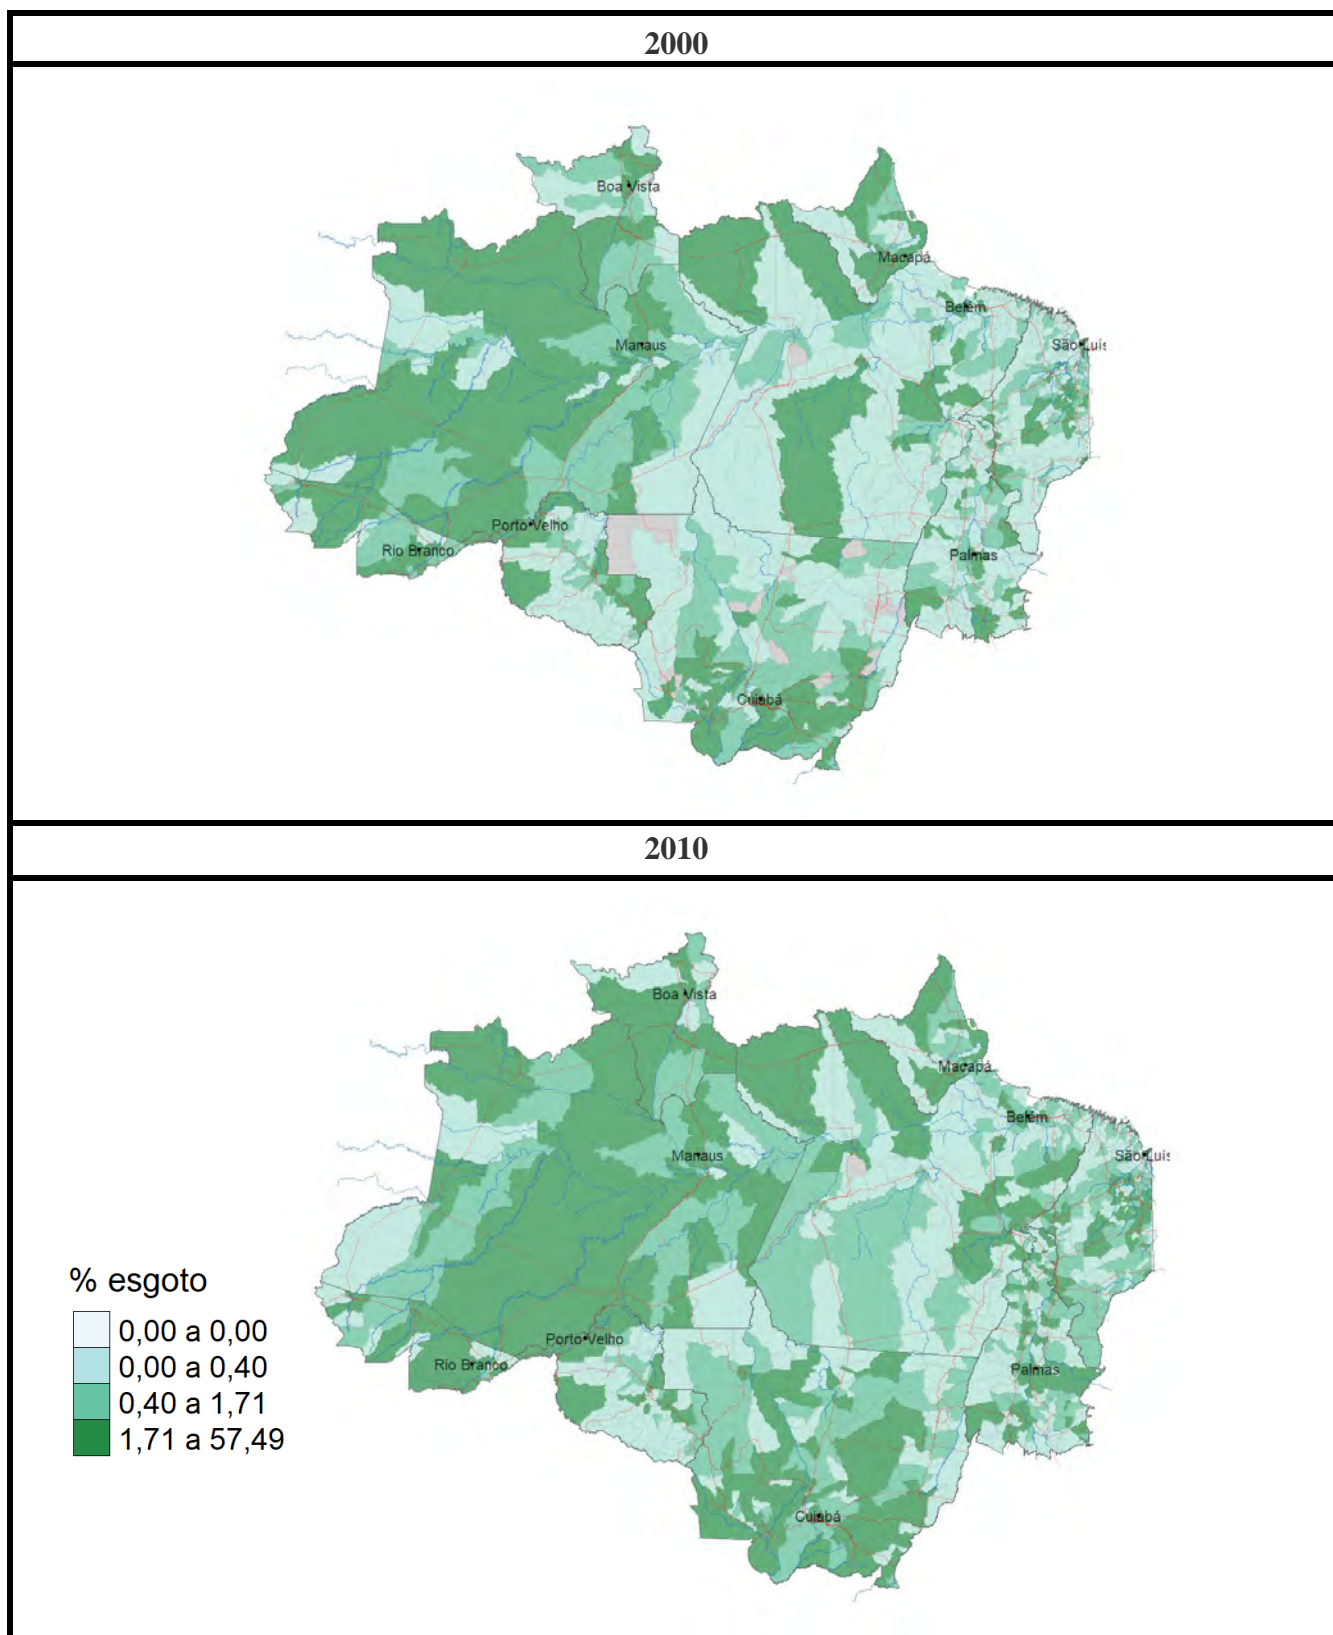 2000
Boa Vista
Macapá
Belém
Manaus
São Luís
Porto Velho
Rio Branco
Palmas
Cuiabá
2010
Boa Vista
Macapá
Belém
Manaus
São Luís
% esgoto
0,00 a 0,00
0,00 a 0,40
0,40 a 1,71
1,71 a 57,49
Porto Velho
Rio Branco
Palmas
Cuiabá